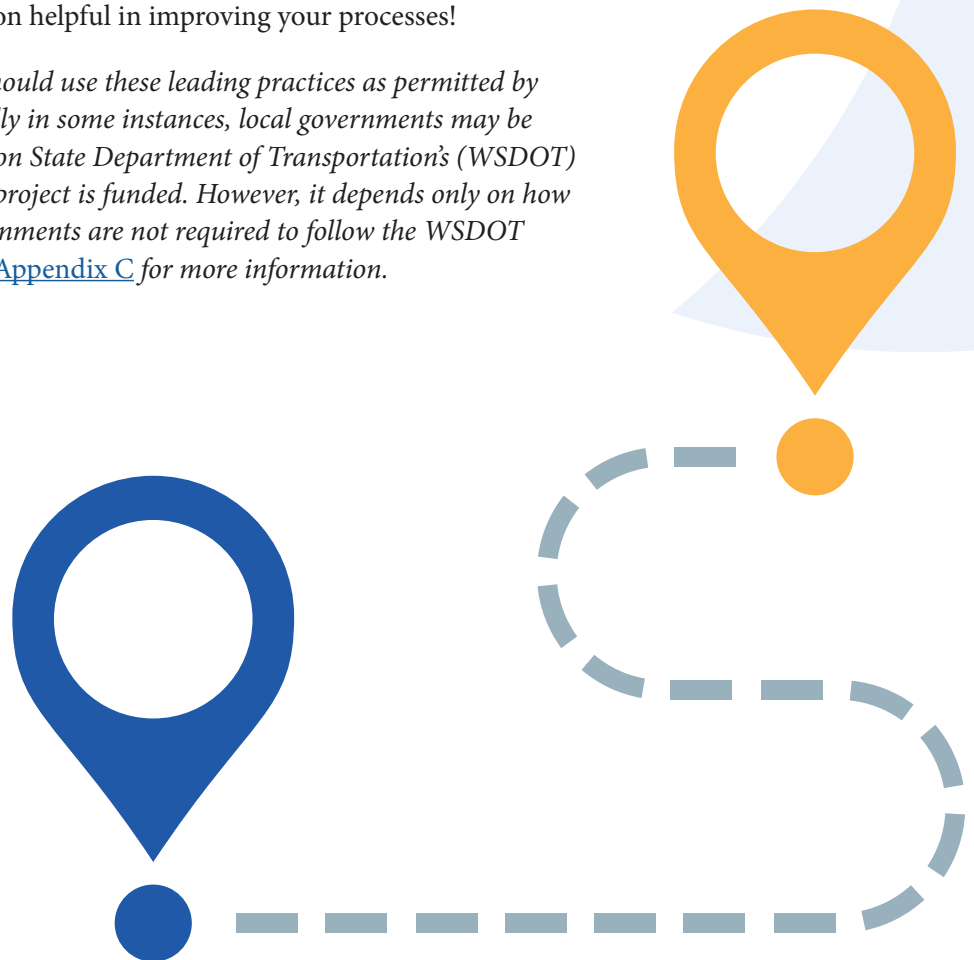 on helpful in improving your processes!
ould use these leading practices as permitted by
lly in some instances, local governments may be
on State Department of Transportation’s (WSDOT)
project is funded. However, it depends only on how
nments are not required to follow the WSDOT
Appendix C for more information.